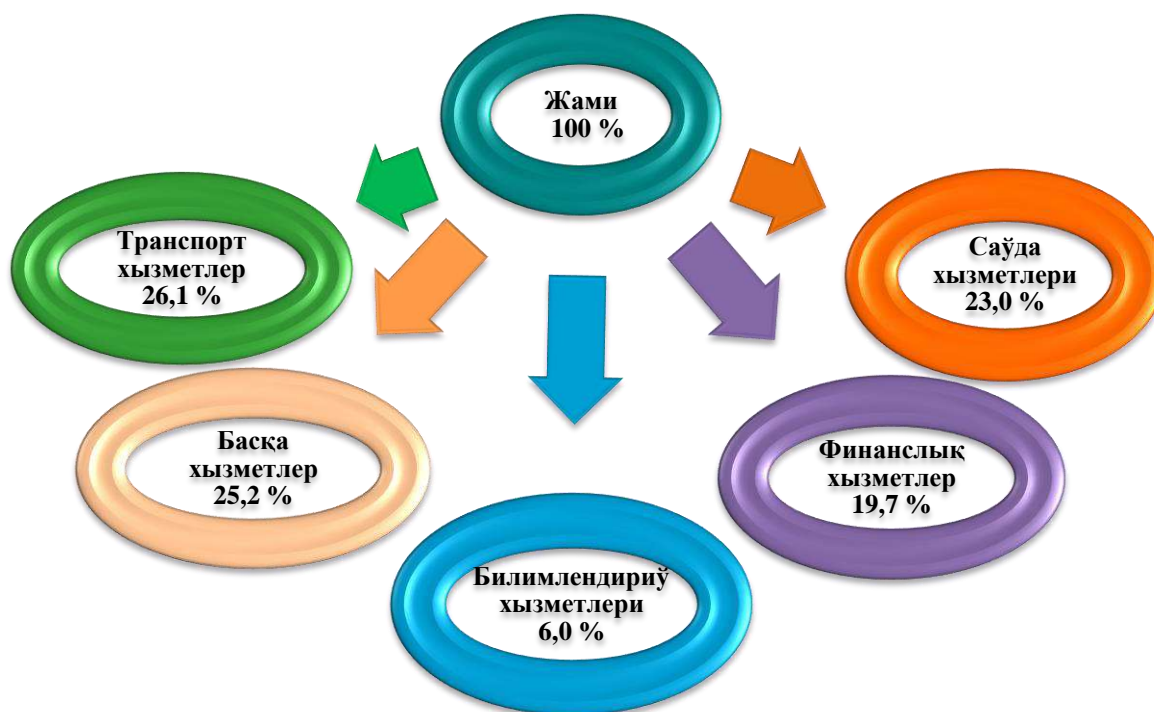 Жами
100 %
Транспорт
хызметлер
26,1 %
Саўда
хызметлери
23,0 %
Басқа
хызметлер
25,2 %
Финанслық
хызметлер
19,7 %
Билимлендириў
хызметлери
6,0 %